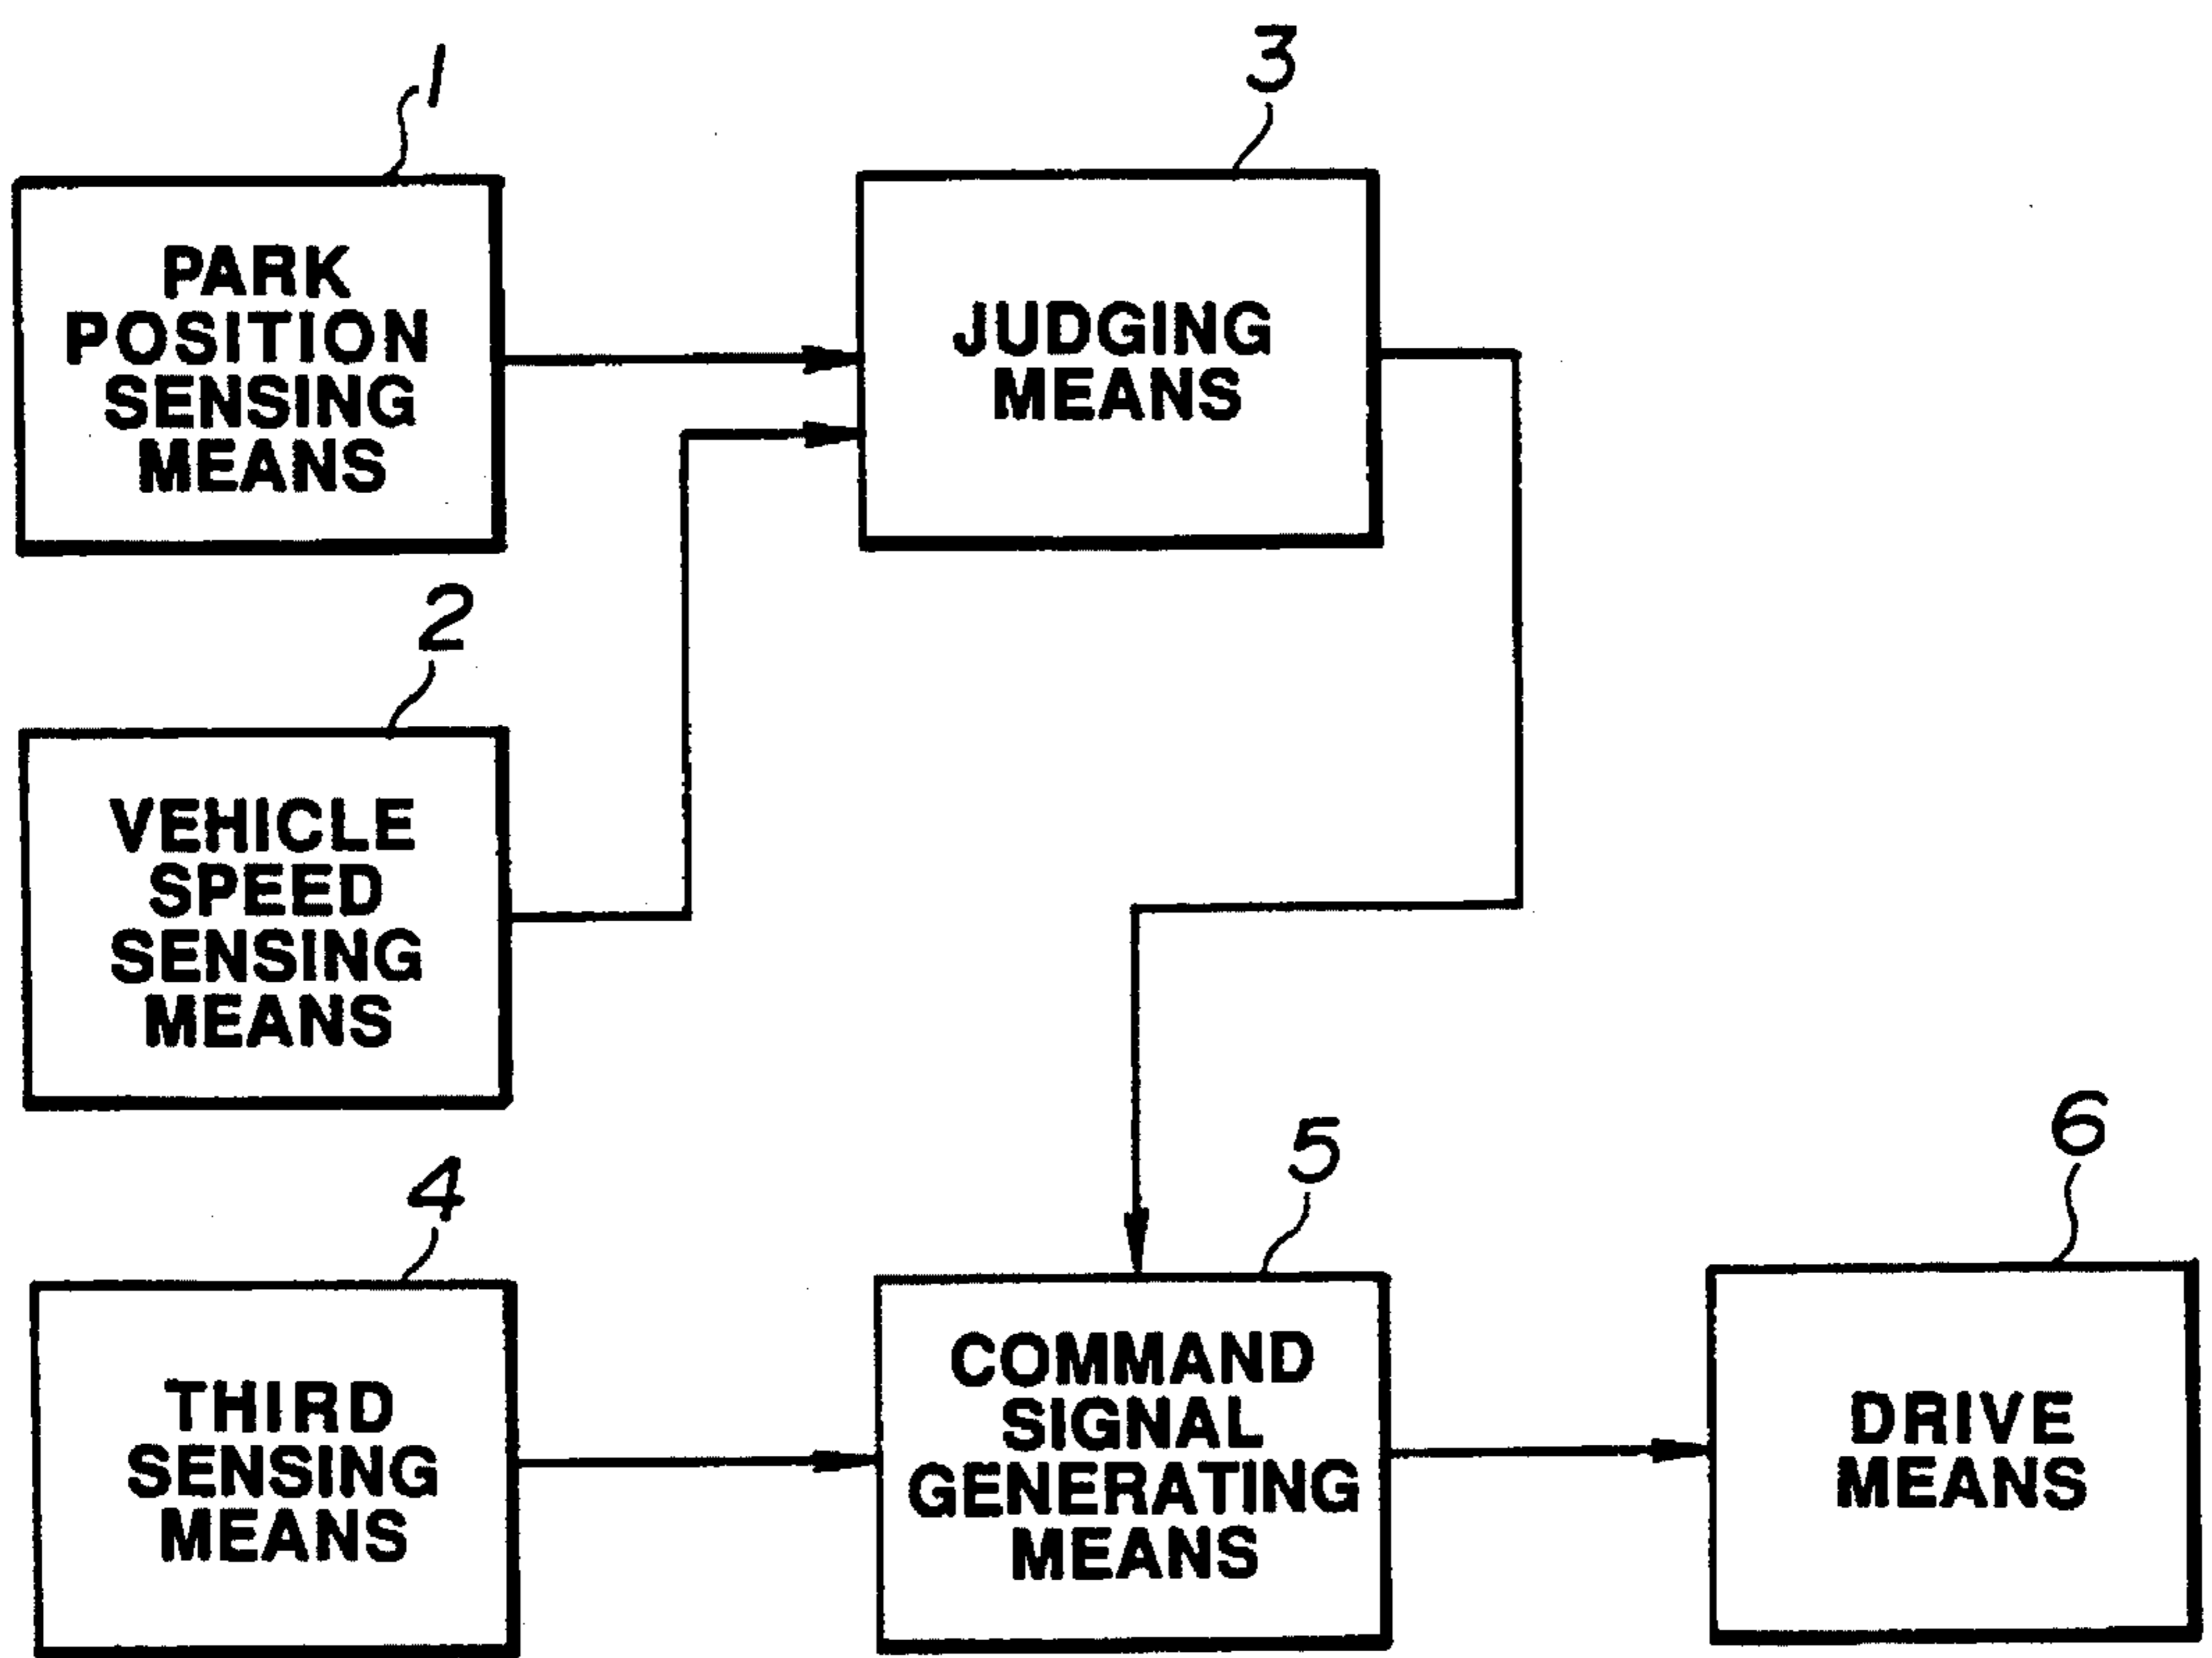 1
PARK
POSITION
SENSING
MEANS
3
JUDGING
MEANS
2
VEHICLE
SPEED
SENSING
MEANS
4
THIRD
SENSING
MEANS
5
COMMAND
SIGNAL
GENERATING
MEANS
6
DRIVE
MEANS